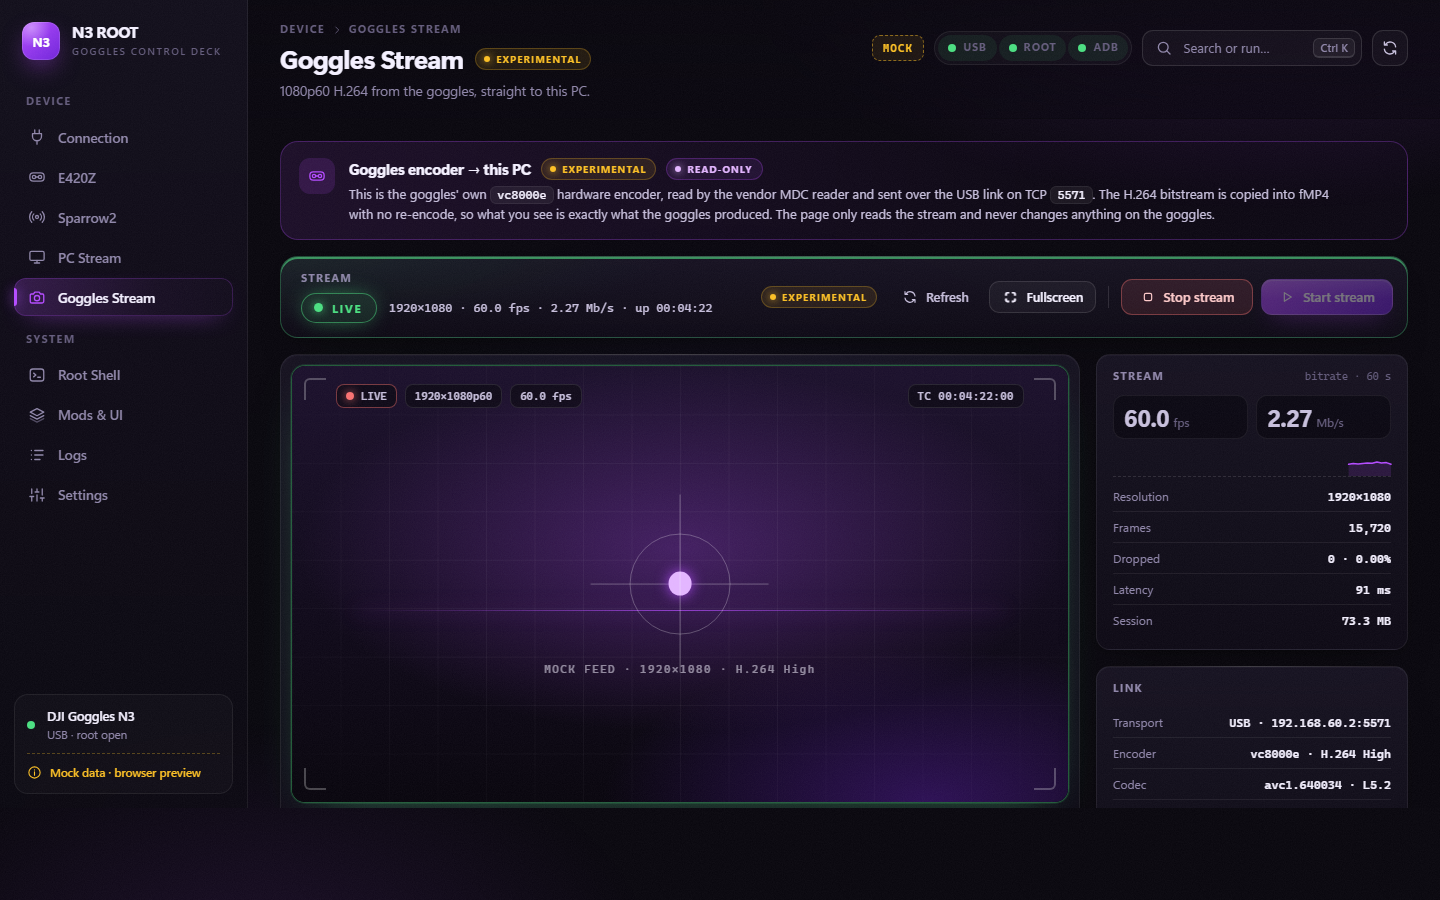 N3
N3 ROOT
GOGGLES CONTROL DECK
DEVICE
Connection
E420Z
Sparrow2
PC Stream
Goggles Stream
SYSTEM
Root Shell
Mods & UI
Logs
Settings
DJI Goggles N3
USB · root open
Mock data · browser preview
DEVICE > GOGGLES STREAM
Goggles Stream EXPERIMENTAL
1080p60 H.264 from the goggles, straight to this PC.
MOCK USB ROOT ADB Search or run... Ctrl K
Goggles encoder → this PC EXPERIMENTAL READ-ONLY
This is the goggles' own vc8000e hardware encoder, read by the vendor MDC reader and sent over the USB link on TCP 5571. The H.264 bitstream is copied into fMP4
with no re-encode, so what you see is exactly what the goggles produced. The page only reads the stream and never changes anything on the goggles.
STREAM
LIVE 1920×1080 · 60.0 fps · 2.27 Mb/s · up 00:04:22 EXPERIMENTAL Refresh Fullscreen Stop stream Start stream
LIVE 1920×1080p60 60.0 fps TC 00:04:22:00
MOCK FEED · 1920×1080 · H.264 High
STREAM bitrate · 60 s
60.0 fps 2.27 Mb/s
Resolution 1920×1080
Frames 15,720
Dropped 0 · 0.00%
Latency 91 ms
Session 73.3 MB
LINK
Transport USB · 192.168.60.2:5571
Encoder vc8000e · H.264 High
Codec avc1.640034 · L5.2